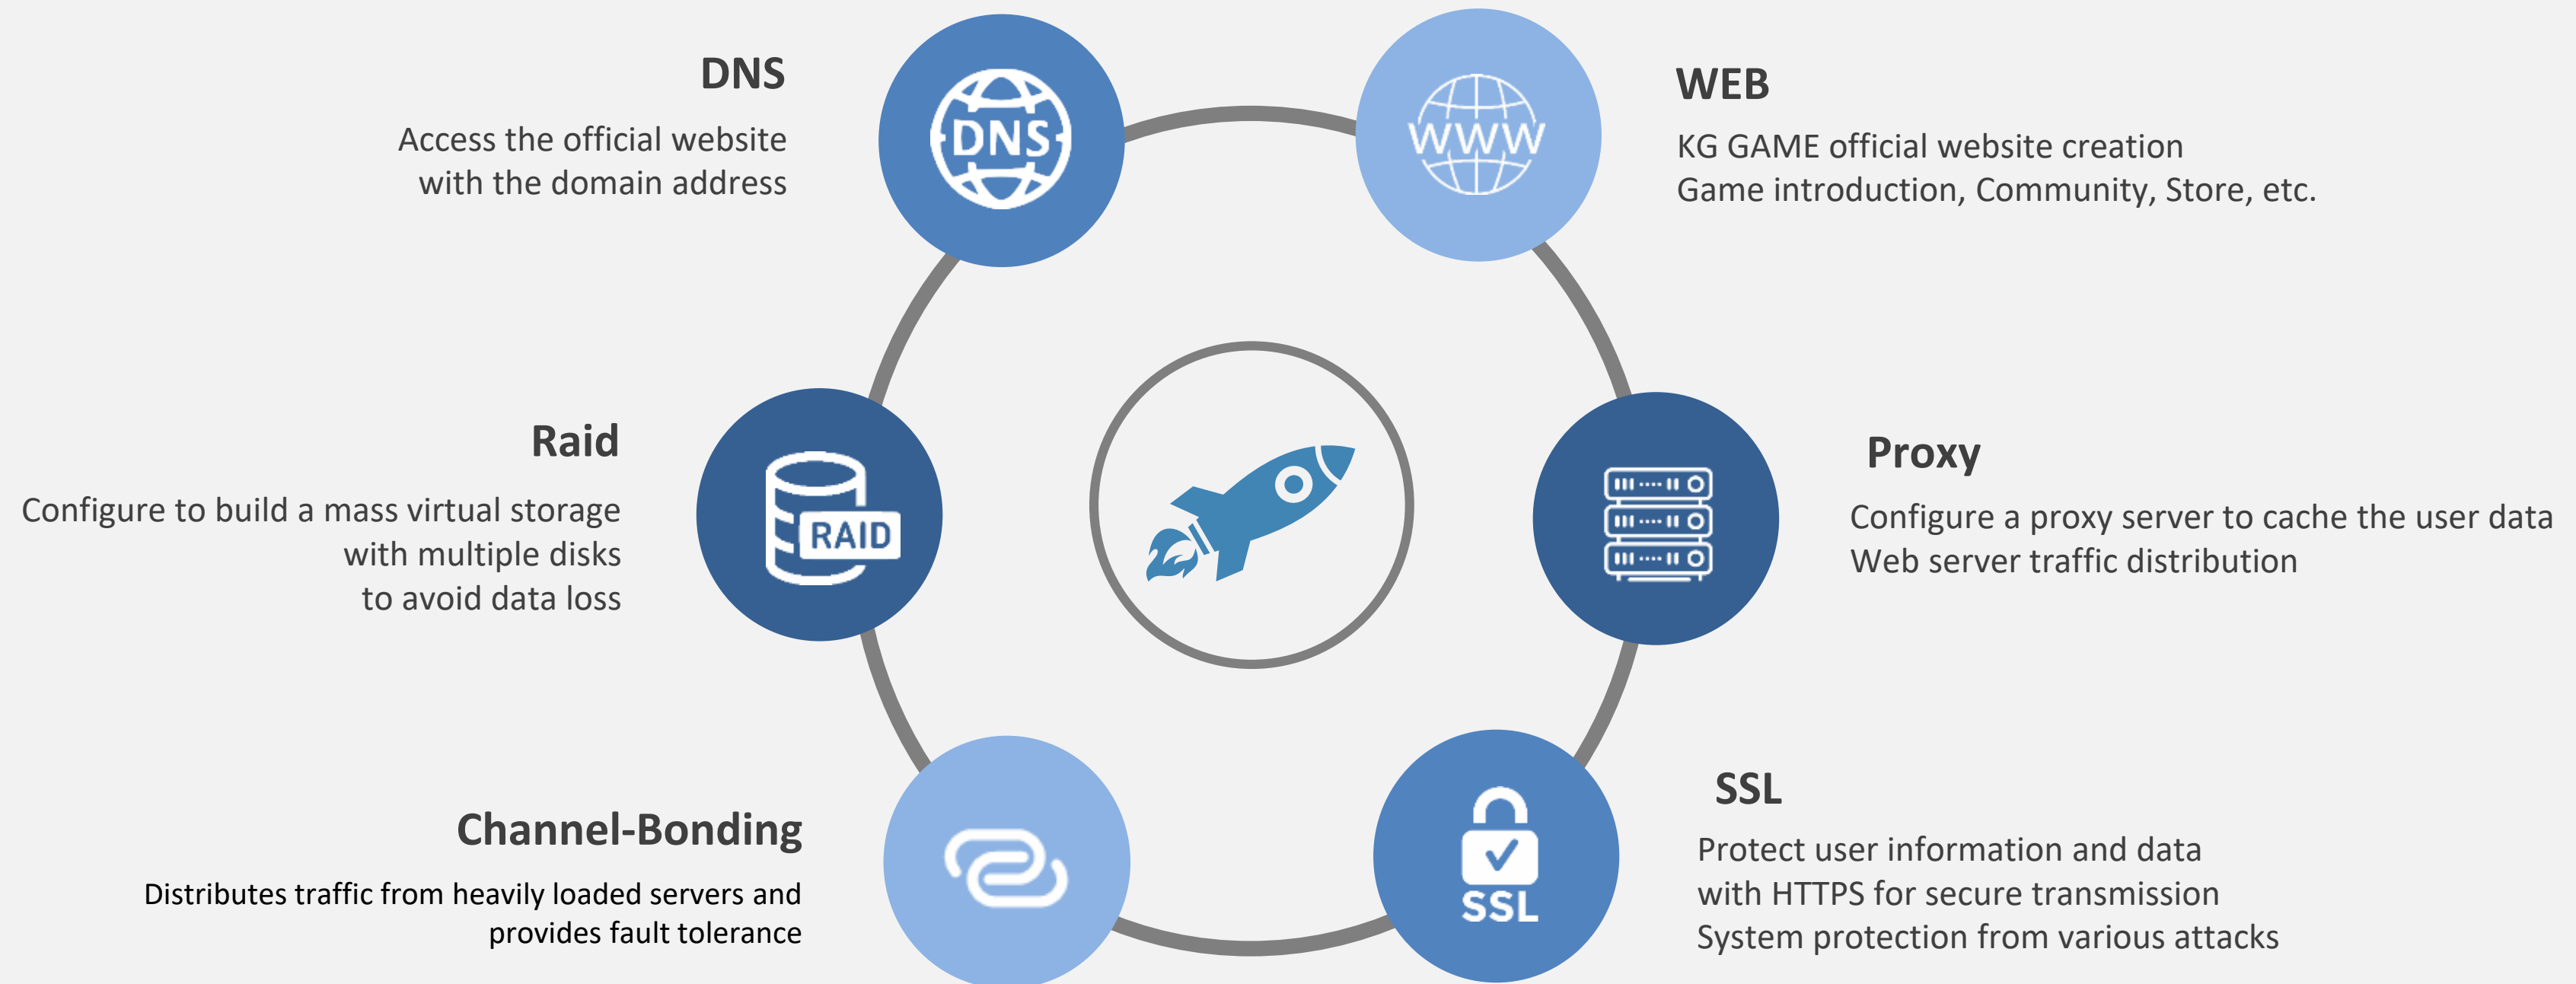 DNS
Access the official website
with the domain address
DNS
WWW
WEB
KG GAME official website creation
Game introduction, Community, Store, etc.
Raid
Configure to build a mass virtual storage
with multiple disks
to avoid data loss
RAID
Proxy
Configure a proxy server to cache the user data
Web server traffic distribution
Channel-Bonding
Distributes traffic from heavily loaded servers and
provides fault tolerance
SSL
SSL
Protect user information and data
with HTTPS for secure transmission
System protection from various attacks